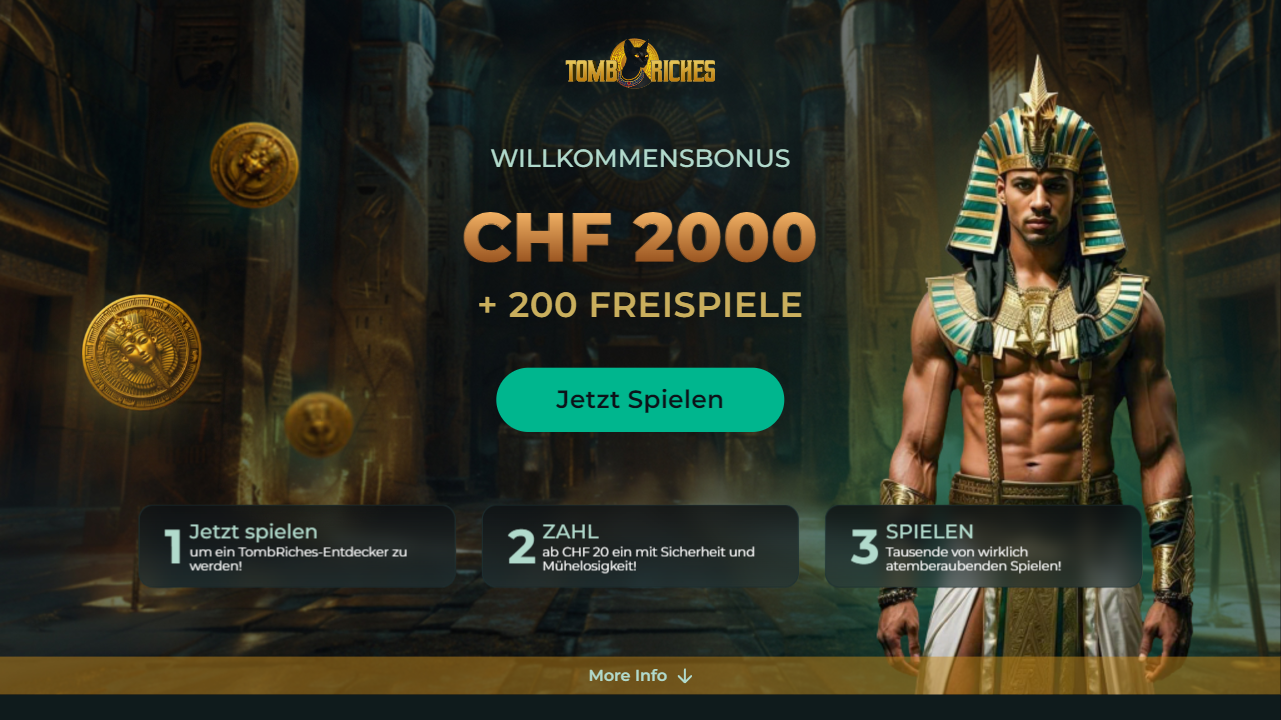 TOMB RICHES
WILLKOMMENSBONUS
CHF 2000
+ 200 FREISPIELE
Jetzt Spielen
1 Jetzt spielen
um ein TombRiches-Entdecker zu
werden!
2 ZAHL
ab CHF 20 ein mit Sicherheit und
Mühelosigkeit!
3 SPIELEN
Tausende von wirklich
atemberaubenden Spielen!
More Info